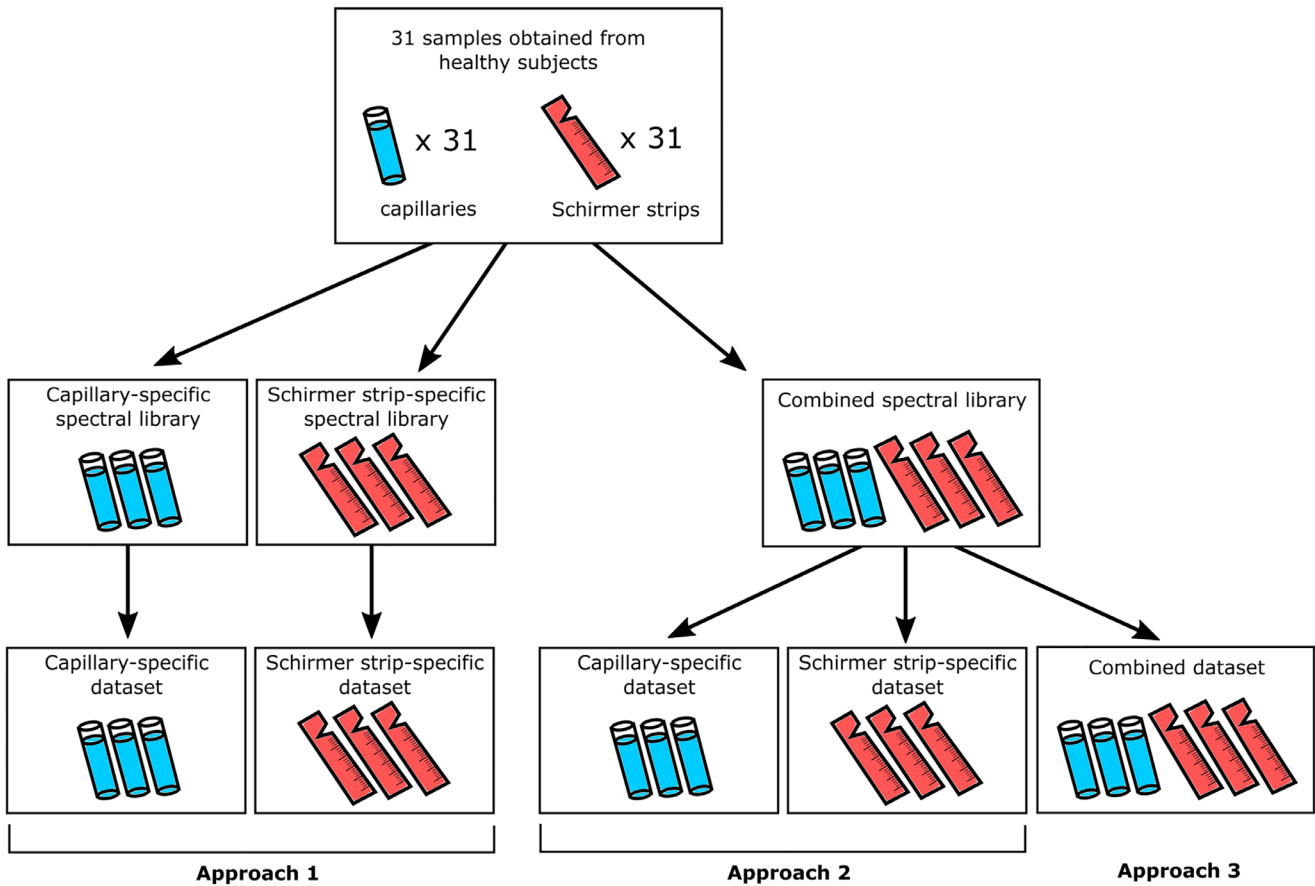 31 samples obtained from
healthy subjects
x 31
x 31
capillaries
Schirmer strips
Capillary-specific
spectral library
Schirmer strip-specific
spectral library
Combined spectral library
Capillary-specific
dataset
Schirmer strip-specific
dataset
Capillary-specific
dataset
Schirmer strip-specific
dataset
Combined dataset
Approach 1
Approach 2
Approach 3